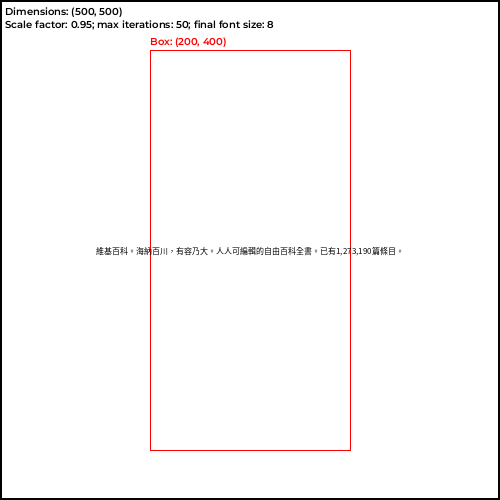 Dimensions: (500, 500)
Scale factor: 0.95; max iterations: 50; final font size: 8
Box: (200, 400)
維基百科。海納百川，有容乃大。人人可編輯的自由百科全書。已有1,273,190篇條目。